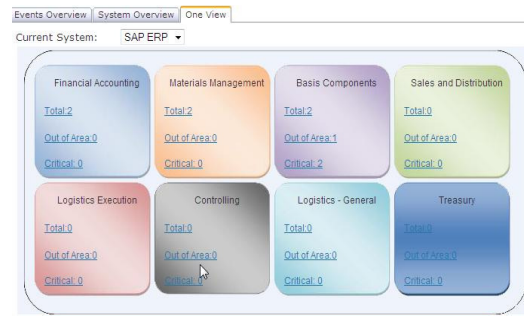 Events Overview System Overview One View
Current System: SAP ERP
Financial Accounting Materials Management Basis Components Sales and Distribution
Total:2 Total:2 Total:2 Total:0
Out of Area:0 Out of Area:0 Out of Area:1 Out of Area:0
Critical: 0 Critical: 0 Critical: 2 Critical: 0
Logistics Execution Controlling Logistics - General Treasury
Total:0 Total:0 Total:0 Total:0
Out of Area:0 Out of Area:0 Out of Area:0 Out of Area:0
Critical: 0 Critical: 0 Critical: 0 Critical: 0